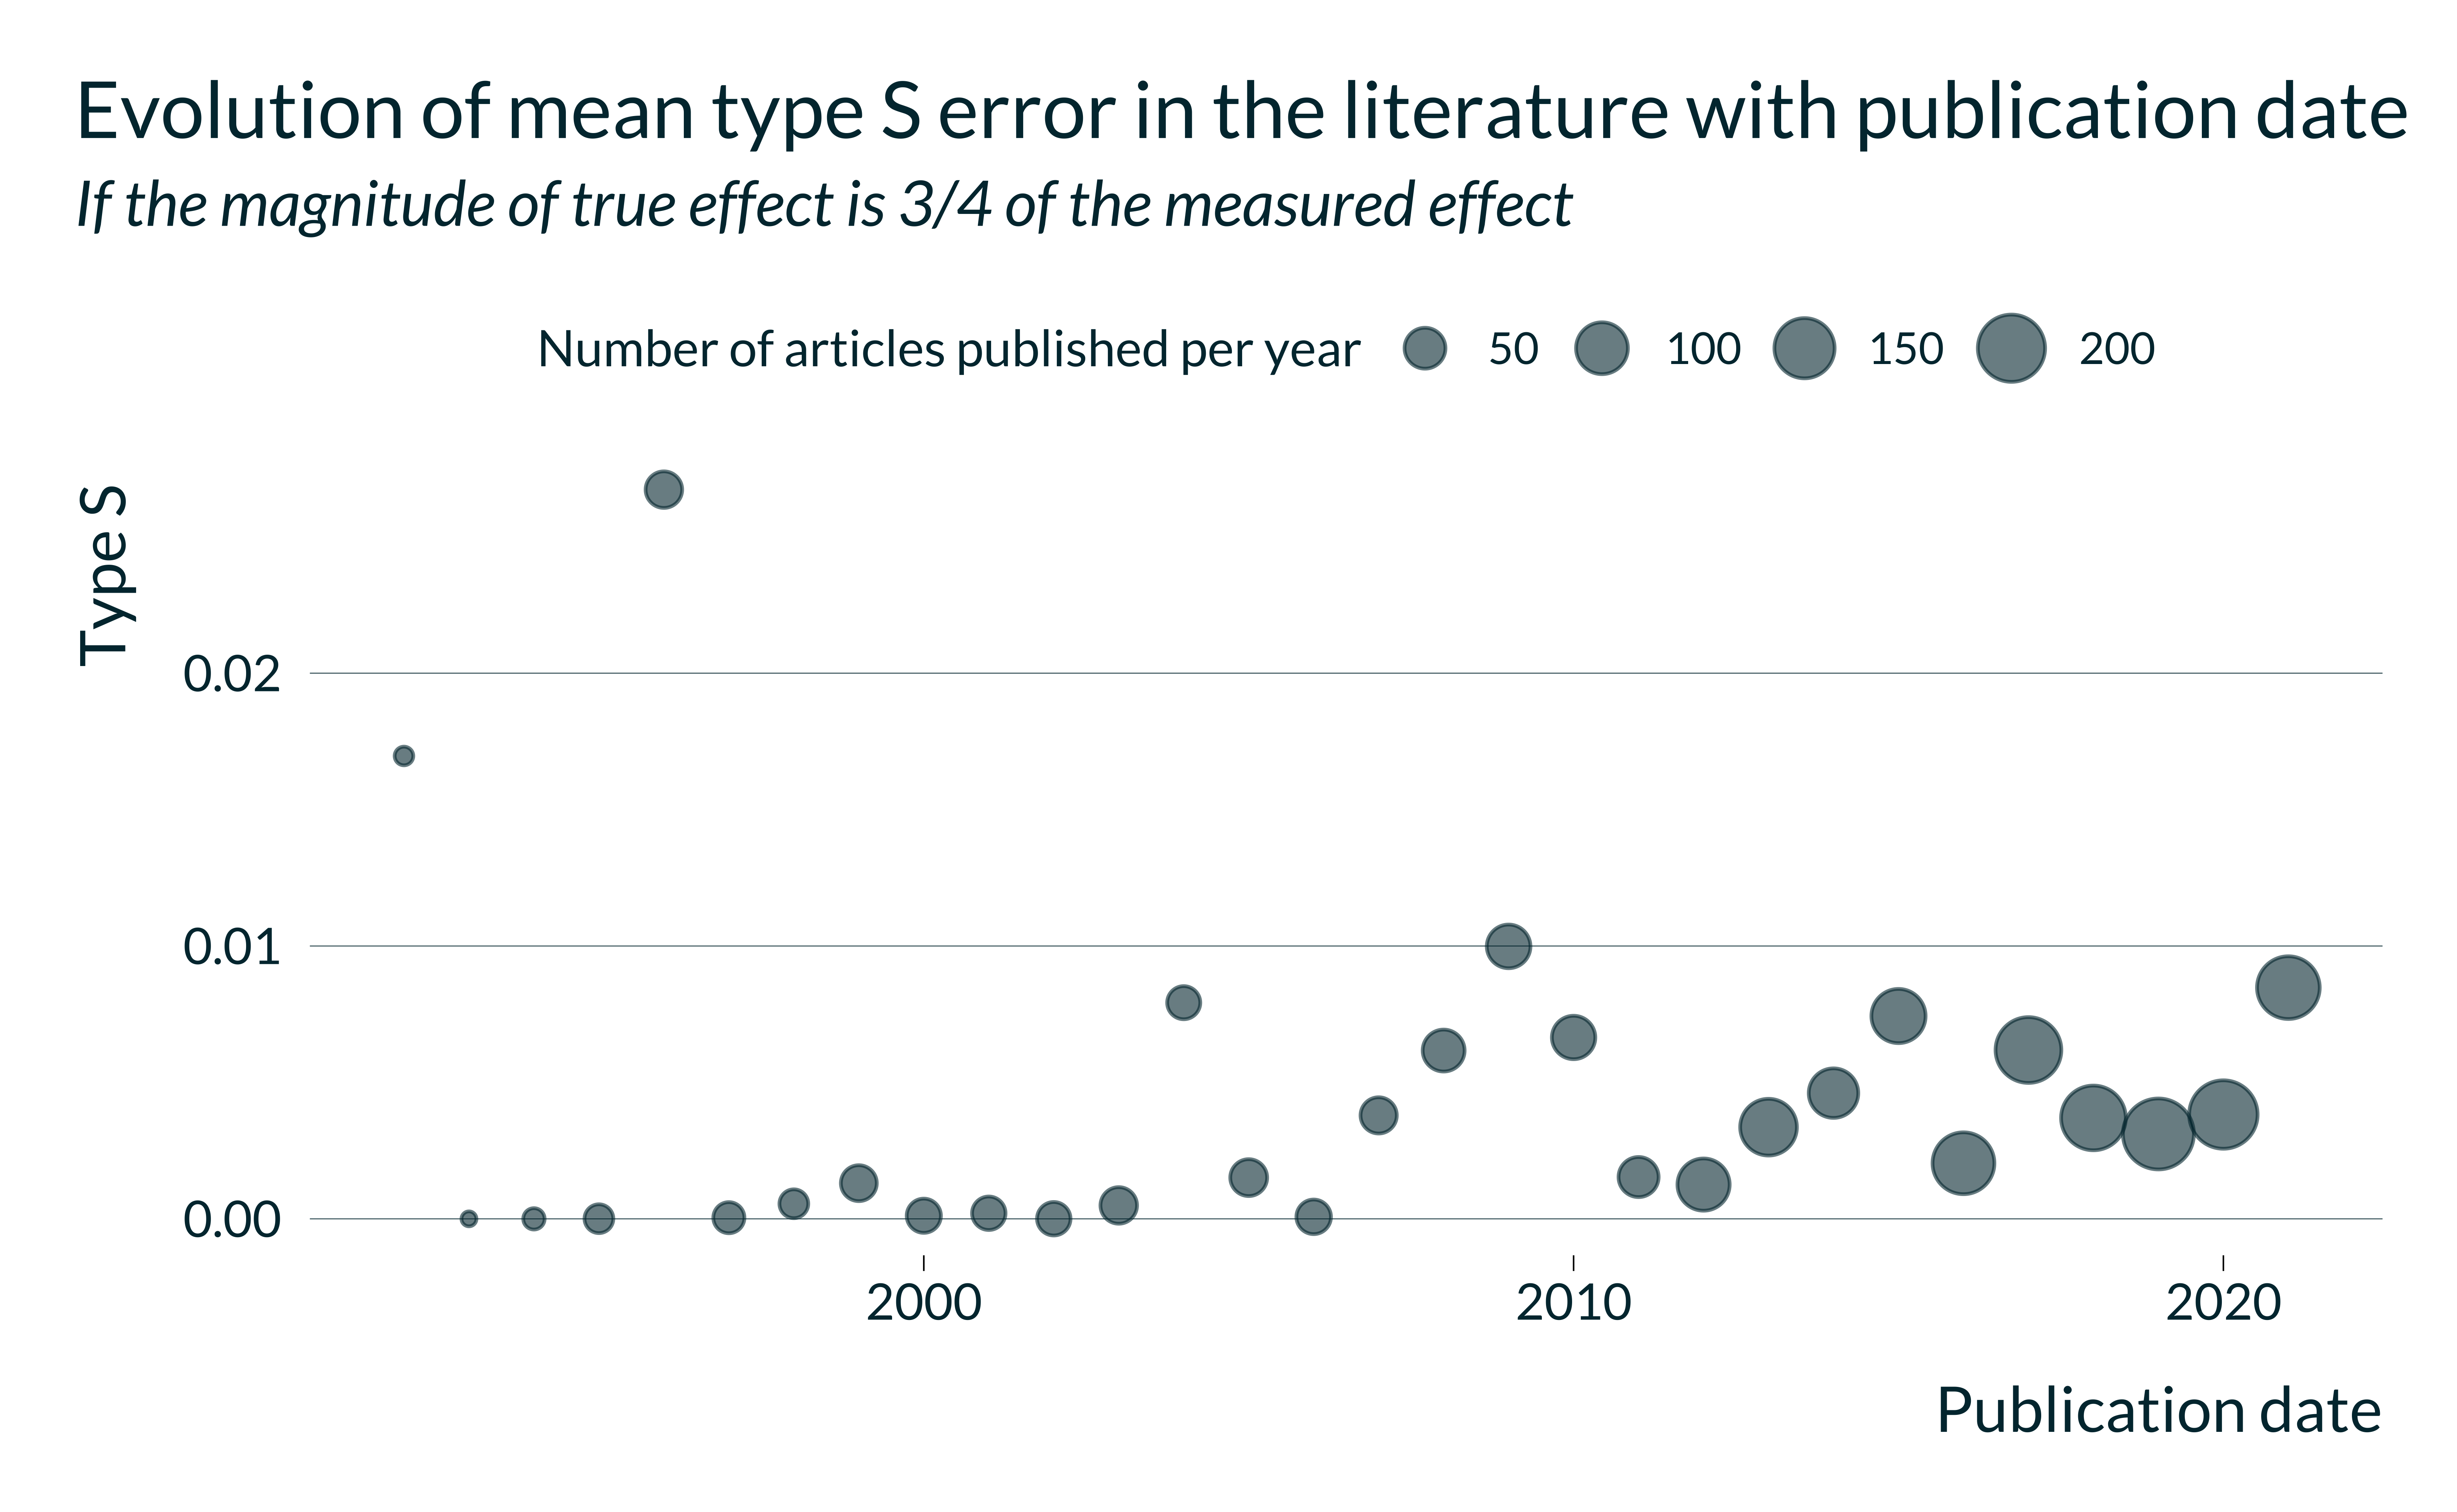 Evolution of mean type S error in the literature with publication date
If the magnitude of true effect is 3/4 of the measured effect
Number of articles published per year 50 100 150 200
Type S
0.02
0.01
0.00
2000 2010 2020
Publication date